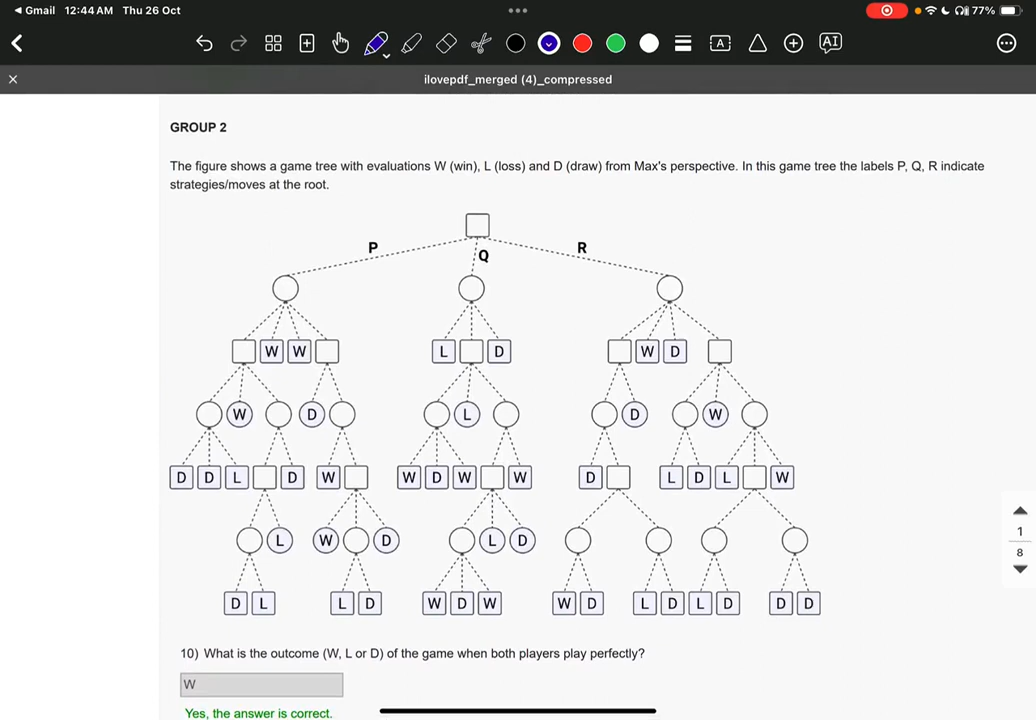 Gmail 12:44 AM Thu 26 Oct 77%
A AI
ilovepdf_merged (4)_compressed
GROUP 2
The figure shows a game tree with evaluations W (win), L (loss) and D (draw) from Max's perspective. In this game tree the labels P, Q, R indicate
strategies/moves at the root.
P Q R
W W L D W D
W D L D W
D D L D W W D W W D L D L W
L W D L D
D L L D W D W W D L D L D D D
1
8
10) What is the outcome (W, L or D) of the game when both players play perfectly?
W
Yes, the answer is correct.